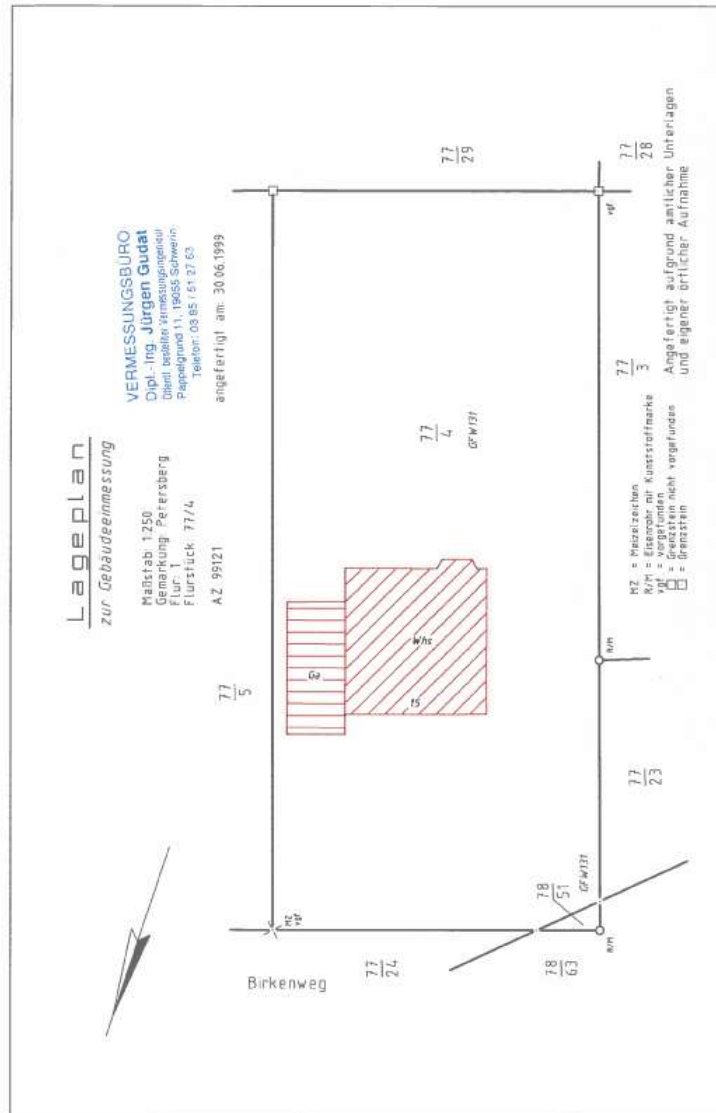 Lageplan
zur Gebäudeeinmessung
Maßstab 1:250
Gemarkung Petersberg
Flur: 1
Flurstück 77/4
AZ 99121
VERMESSUNGSBÜRO
Dipl.-Ing. Jürgen Gudat
Öffentl. bestellter Vermessungsingenieur
Pappelgrund 11, 19055 Schwerin
Telefon: 03 85 / 51 27 63
angefertigt am: 30.06.1999
77
5
77
29
Ga
Whs
15
77
4
GFW131
MZ
vgf
Birkenweg
77
24
78
63
78
51
GFW131
R/M
77
23
R/M
77
3
vgf
77
28
MZ = Meizelzeichen
R/M = Eisenrohr mit Kunststoffmarke
vgf = vorgefunden
= Grenzstein nicht vorgefunden
= Grenzstein
Angefertigt aufgrund amtlicher Unterlagen
und eigener örtlicher Aufnahme